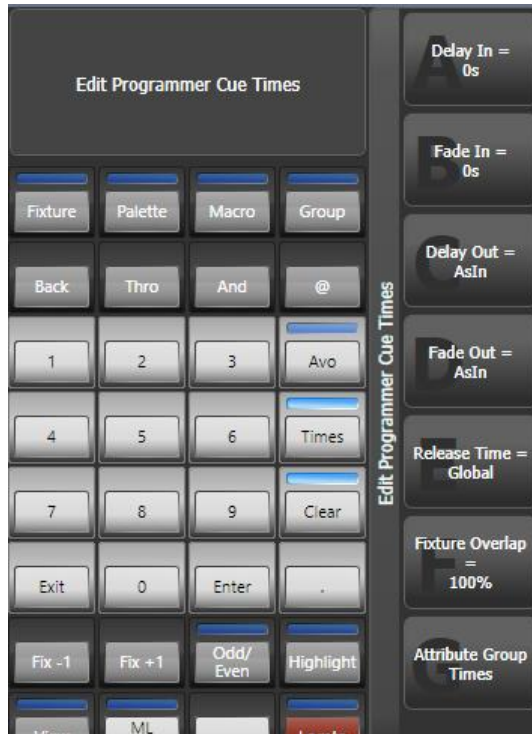 Edit Programmer Cue Times
Fixture
Palette
Macro
Group
Back
Thro
And
@
1
2
3
Avo
4
5
6
Times
7
8
9
Clear
Exit
0
Enter
.
Fix -1
Fix +1
Odd/
Even
Highlight
View
ML
Edit Programmer Cue Times
A
Delay In =
0s
B
Fade In =
0s
C
Delay Out =
AsIn
D
Fade Out =
AsIn
E
Release Time =
Global
F
Fixture Overlap
=
100%
G
Attribute Group
Times